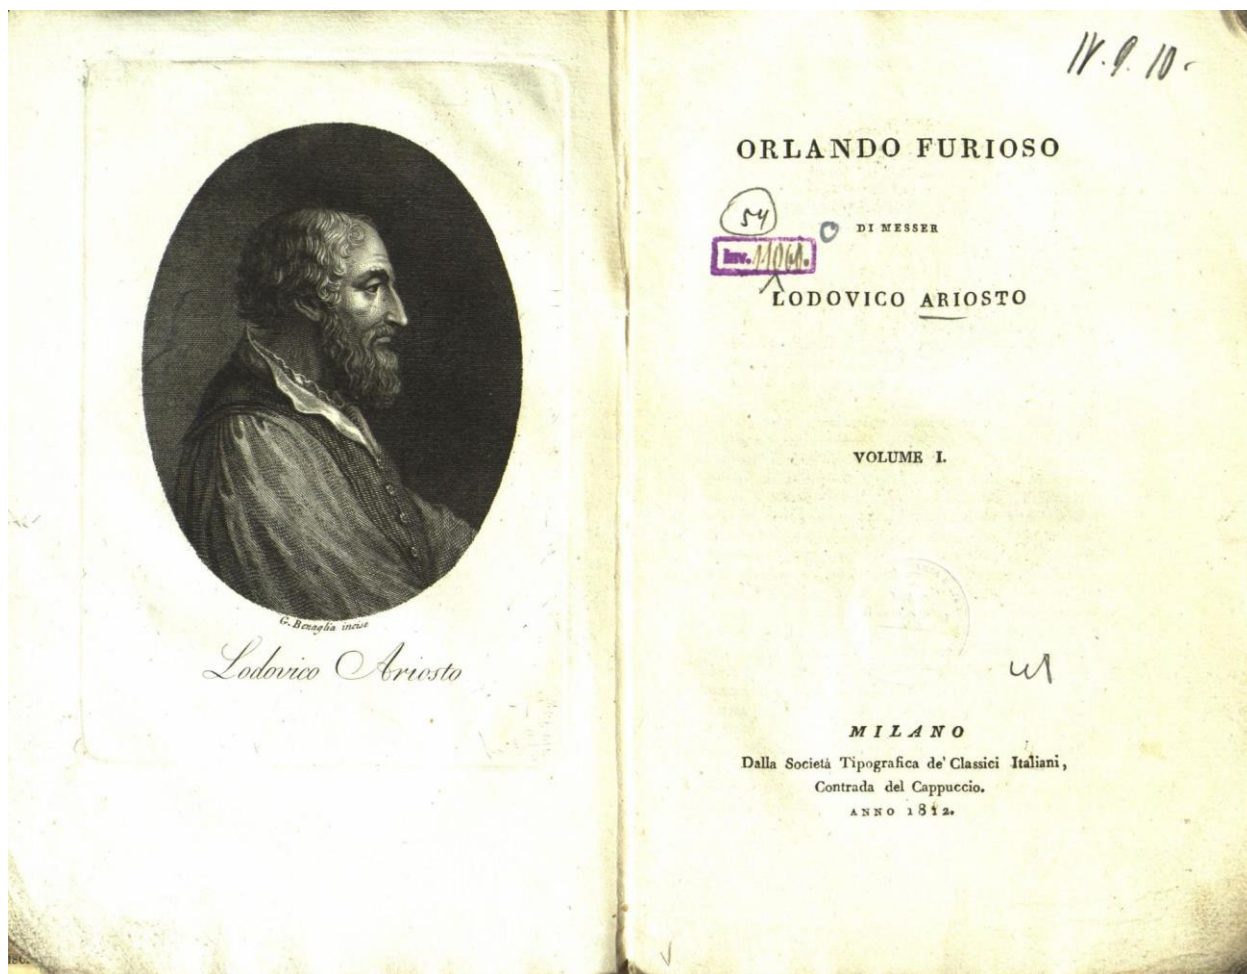 G. Benaglia incise
Lodovico Ariosto
IV. 9. 10.
ORLANDO FURIOSO
54
DI MESSER
Inv. 11060.
LODOVICO ARIOSTO
VOLUME I.
MILANO
Dalla Società Tipografica de' Classici Italiani,
Contrada del Cappuccio.
ANNO 1812.